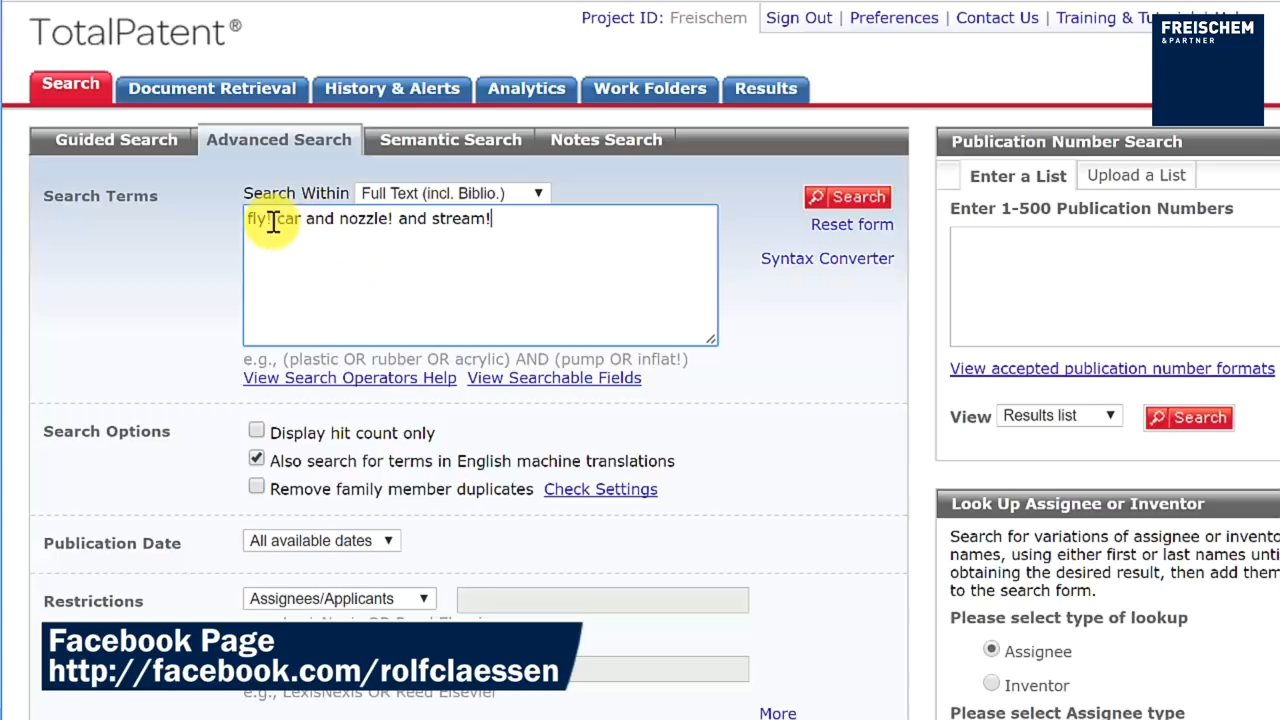 TotalPatent®
Project ID: Freischem
Sign Out | Preferences | Contact Us | Training &
FREISCHEM
& PARTNER
Search
Document Retrieval
History & Alerts
Analytics
Work Folders
Results
Guided Search
Advanced Search
Semantic Search
Notes Search
Search Terms
Search Within
Full Text (incl. Biblio.)
fly! car and nozzle! and stream!
Search
Reset form
Syntax Converter
e.g., (plastic OR rubber OR acrylic) AND (pump OR inflat!)
View Search Operators Help
View Searchable Fields
Search Options
Display hit count only
Also search for terms in English machine translations
Remove family member duplicates
Check Settings
Publication Date
All available dates
Restrictions
Assignees/Applicants
Facebook Page
http://facebook.com/rolfclaessen
e.g., LexisNexis OR Reed Elsevier
More
Publication Number Search
Enter a List
Upload a List
Enter 1-500 Publication Numbers
View accepted publication number formats
View
Results list
Search
Look Up Assignee or Inventor
Search for variations of assignee or invento
names, using either first or last names unti
obtaining the desired result, then add them
to the search form.
Please select type of lookup
Assignee
Inventor
Please select Assignee type